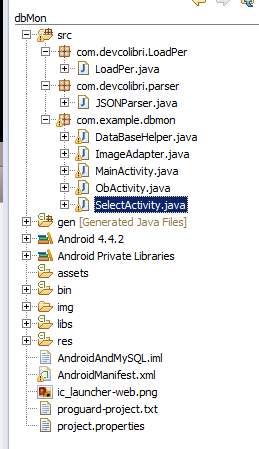 dbMon
src
com.devcolibri.LoadPer
LoadPer.java
com.devcolibri.parser
JSONParser.java
com.example.dbmon
DataBaseHelper.java
ImageAdapter.java
MainActivity.java
ObActivity.java
SelectActivity.java
gen [Generated Java Files]
Android 4.4.2
Android Private Libraries
assets
bin
img
libs
res
AndroidAndMySQL.iml
AndroidManifest.xml
ic_launcher-web.png
proguard-project.txt
project.properties